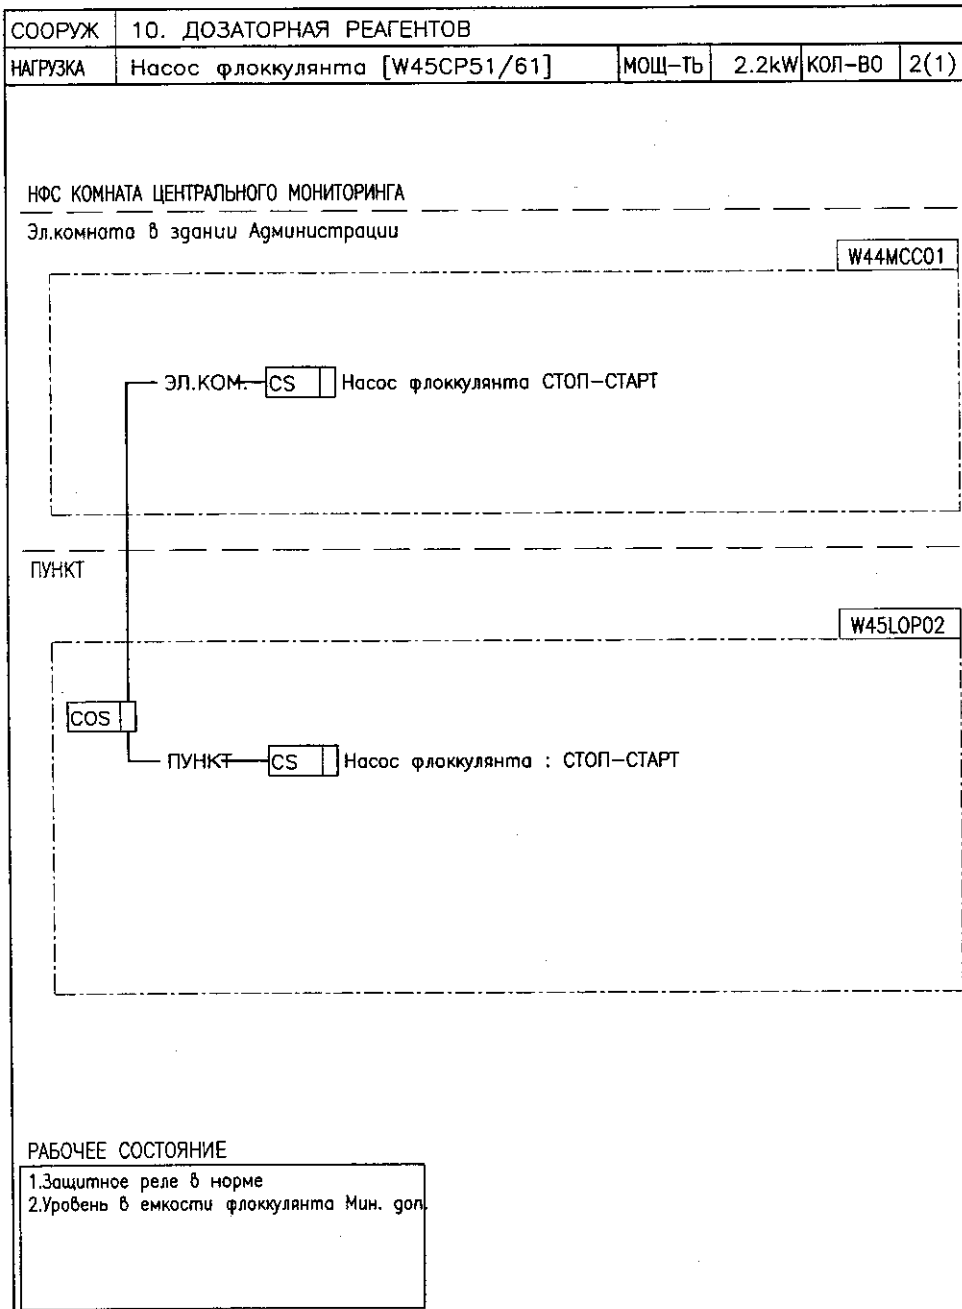 СООРУЖ 10. ДОЗАТОРНАЯ РЕАГЕНТОВ
НАГРУЗКА Насос флоккулянта [W45CP51/61] МОЩ-ТЬ 2.2kW КОЛ-ВО 2(1)
НФС КОМНАТА ЦЕНТРАЛЬНОГО МОНИТОРИНГА
Эл.комната в здании Администрации
W44MCC01
ЭЛ.КОМ. CS Насос флоккулянта СТОП-СТАРТ
ПУНКТ
W45LOP02
COS
ПУНКТ CS Насос флоккулянта : СТОП-СТАРТ
РАБОЧЕЕ СОСТОЯНИЕ
1.Защитное реле в норме
2.Уровень в емкости флоккулянта Мин. доп.